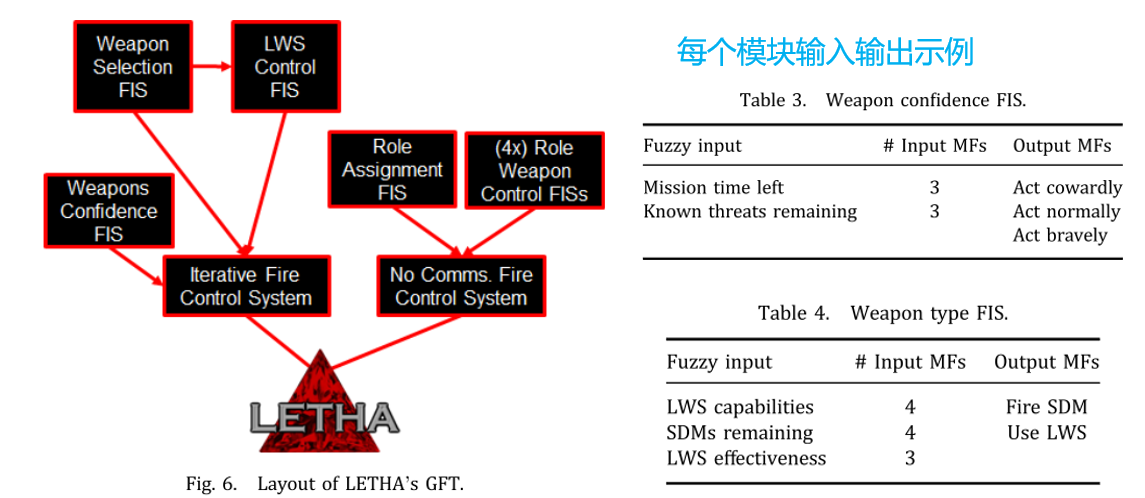 Weapon
Selection
FIS
LWS
Control
FIS
Role
Assignment
FIS
(4x) Role
Weapon
Control FISs
Weapons
Confidence
FIS
Iterative Fire
Control System
No Comms. Fire
Control System
LETHA
Fig. 6. Layout of LETHA's GFT.
每个模块输入输出示例
Table 3. Weapon confidence FIS.
Fuzzy input # Input MFs Output MFs
Mission time left 3 Act cowardly
Known threats remaining 3 Act normally
Act bravely
Table 4. Weapon type FIS.
Fuzzy input # Input MFs Output MFs
LWS capabilities 4 Fire SDM
SDMs remaining 4 Use LWS
LWS effectiveness 3